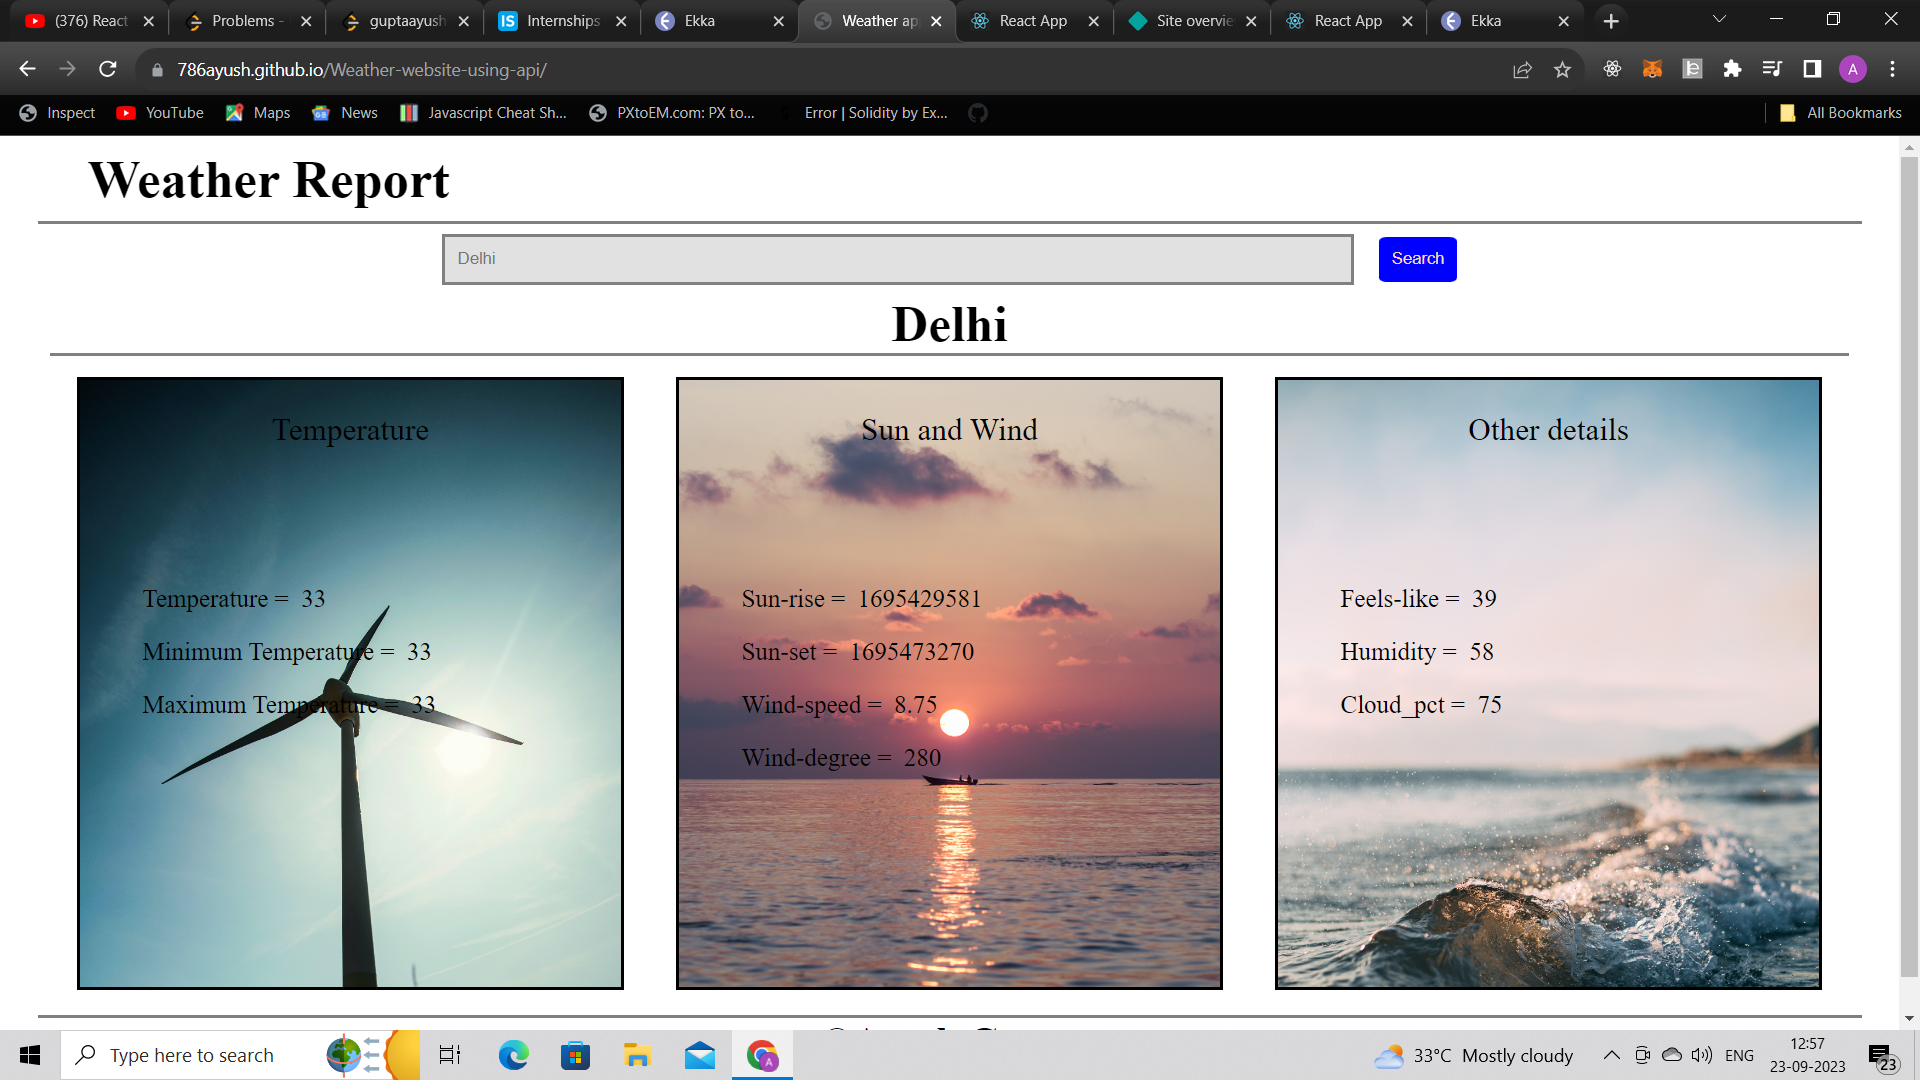 (376) React
Problems -
guptaayush
Internships
Ekka
Weather ap
React App
Site overvie
React App
Ekka
786ayush.github.io/Weather-website-using-api/
A
Inspect
YouTube
Maps
News
Javascript Cheat Sh...
PXtoEM.com: PX to...
Error | Solidity by Ex...
All Bookmarks
Weather Report
Delhi
Search
Delhi
Temperature
Temperature = 33
Minimum Temperature = 33
Maximum Temperature = 33
Sun and Wind
Sun-rise = 1695429581
Sun-set = 1695473270
Wind-speed = 8.75
Wind-degree = 280
Other details
Feels-like = 39
Humidity = 58
Cloud_pct = 75
Type here to search
33°C Mostly cloudy
ENG
12:57
23-09-2023
23